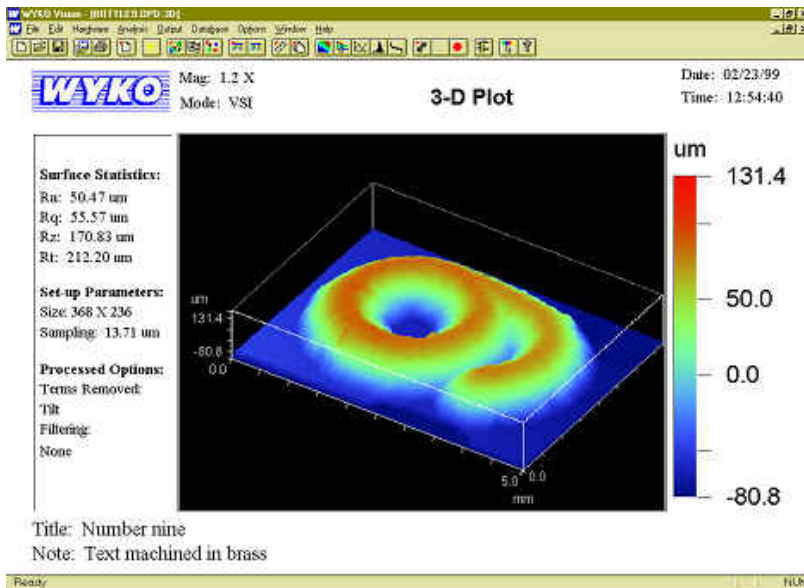 WYKO Vision - [BOTTLE9.OPD-3D]
File Edit Hardware Analysis Output Database Options Window Help
WYKO
Mag: 1.2 X
Mode: VSI
3-D Plot
Date: 02/23/99
Time: 12:54:40
Surface Statistics:
Ra: 50.47 um
Rq: 55.57 um
Rz: 170.83 um
Rt: 212.20 um
Set-up Parameters:
Size: 368 X 236
Sampling: 13.71 um
Processed Options:
Terms Removed:
Tilt
Filtering:
None
um
131.4
-80.8
0.0
5.0
0.0
mm
um
131.4
50.0
0.0
-80.8
Title: Number nine
Note: Text machined in brass
Ready
NUM